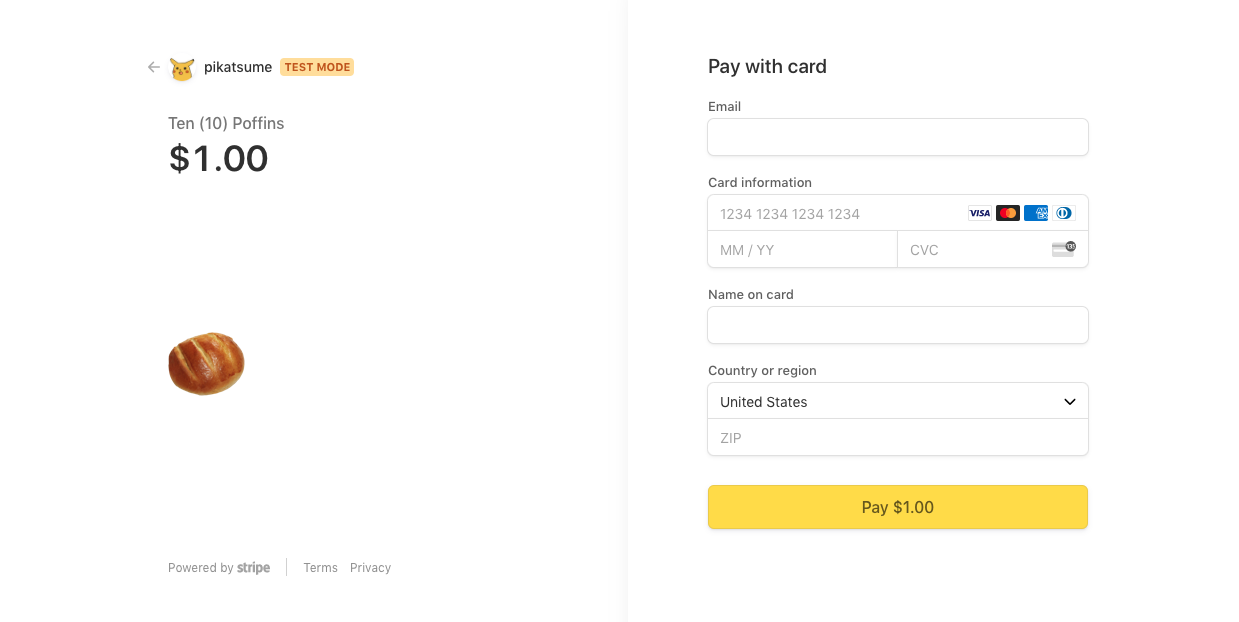 pikatsume TEST MODE
Ten (10) Poffins
$1.00
Powered by stripe
Terms Privacy
Pay with card
Email
Card information
1234 1234 1234 1234 VISA AMEX
MM / YY CVC 135
Name on card
Country or region
United States
ZIP
Pay $1.00